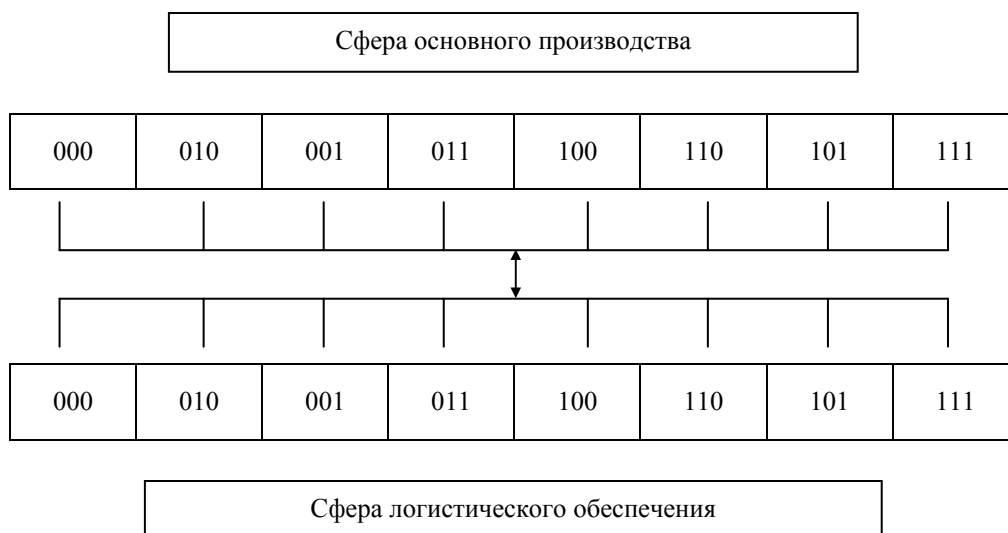 Сфера основного производства
000 010 001 011 100 110 101 111
000 010 001 011 100 110 101 111
Сфера логистического обеспечения